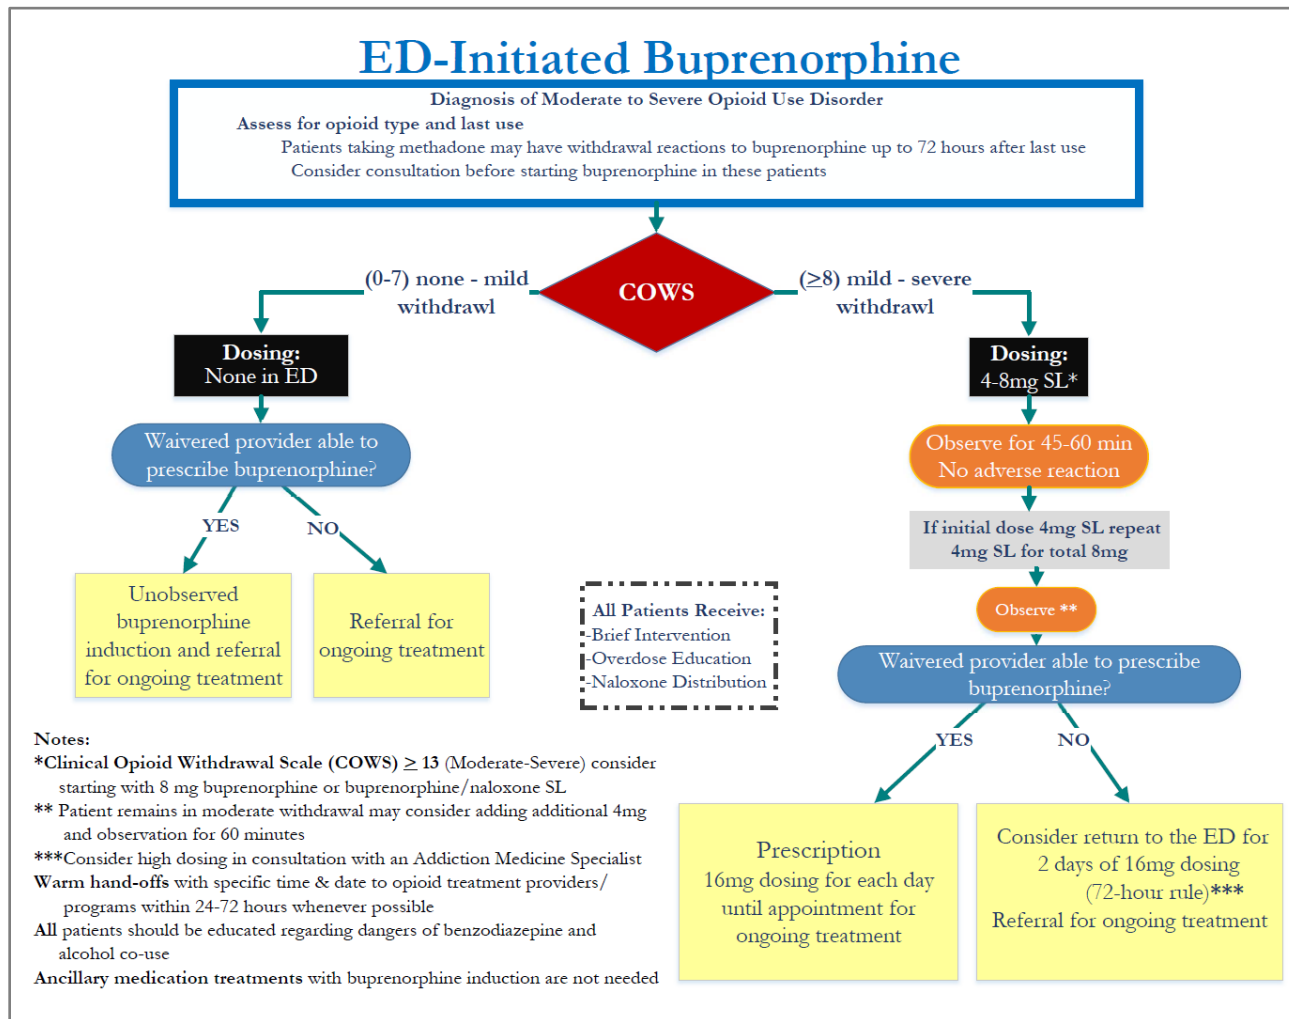 ED-Initiated Buprenorphine
Diagnosis of Moderate to Severe Opioid Use Disorder
Assess for opioid type and last use
Patients taking methadone may have withdrawal reactions to buprenorphine up to 72 hours after last use
Consider consultation before starting buprenorphine in these patients
COWS
(0-7) none - mild
withdrawl
Dosing:
None in ED
Waivered provider able to
prescribe buprenorphine?
YES
NO
Unobserved
buprenorphine
induction and referral
for ongoing treatment
Referral for
ongoing treatment
(≥8) mild - severe
withdrawl
Dosing:
4-8mg SL*
Observe for 45-60 min
No adverse reaction
If initial dose 4mg SL repeat
4mg SL for total 8mg
Observe **
Waivered provider able to prescribe
buprenorphine?
YES
NO
Prescription
16mg dosing for each day
until appointment for
ongoing treatment
Consider return to the ED for
2 days of 16mg dosing
(72-hour rule)***
Referral for ongoing treatment
All Patients Receive:
-Brief Intervention
-Overdose Education
-Naloxone Distribution
Notes:
*Clinical Opioid Withdrawal Scale (COWS) ≥ 13 (Moderate-Severe) consider
starting with 8 mg buprenorphine or buprenorphine/naloxone SL
** Patient remains in moderate withdrawal may consider adding additional 4mg
and observation for 60 minutes
***Consider high dosing in consultation with an Addiction Medicine Specialist
Warm hand-offs with specific time & date to opioid treatment providers/
programs within 24-72 hours whenever possible
All patients should be educated regarding dangers of benzodiazepine and
alcohol co-use
Ancillary medication treatments with buprenorphine induction are not needed